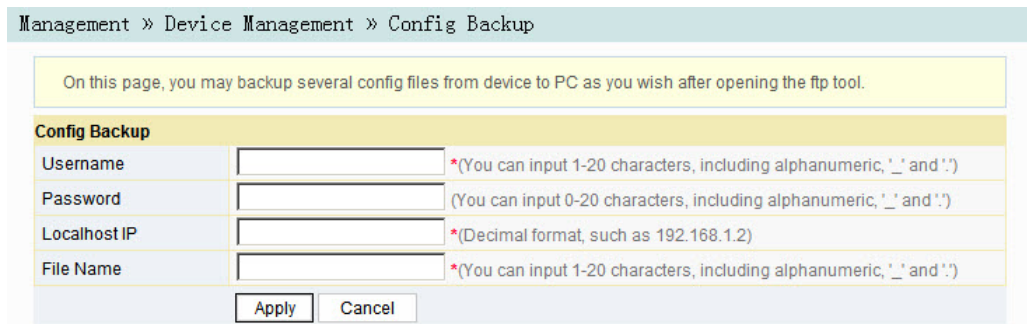 Management » Device Management » Config Backup
On this page, you may backup several config files from device to PC as you wish after opening the ftp tool.
Config Backup
Username *(You can input 1-20 characters, including alphanumeric, '_' and '.')
Password (You can input 0-20 characters, including alphanumeric, '_' and '.')
Localhost IP *(Decimal format, such as 192.168.1.2)
File Name *(You can input 1-20 characters, including alphanumeric, '_' and '.')
Apply Cancel